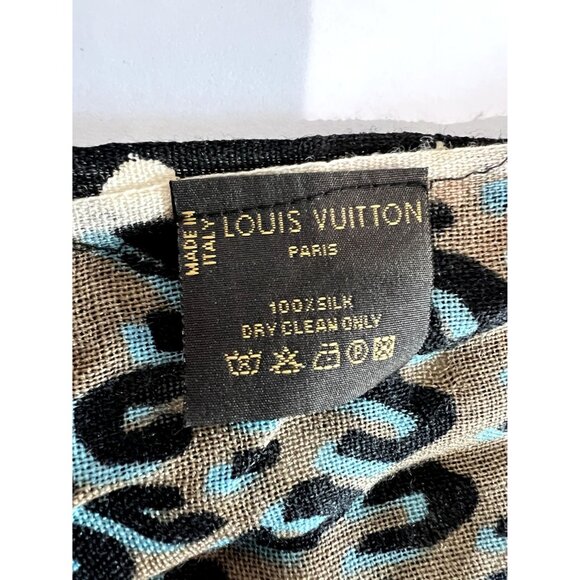 MADE IN
ITALY
LOUIS VUITTON
PARIS
100% SILK
DRY CLEAN ONLY
P